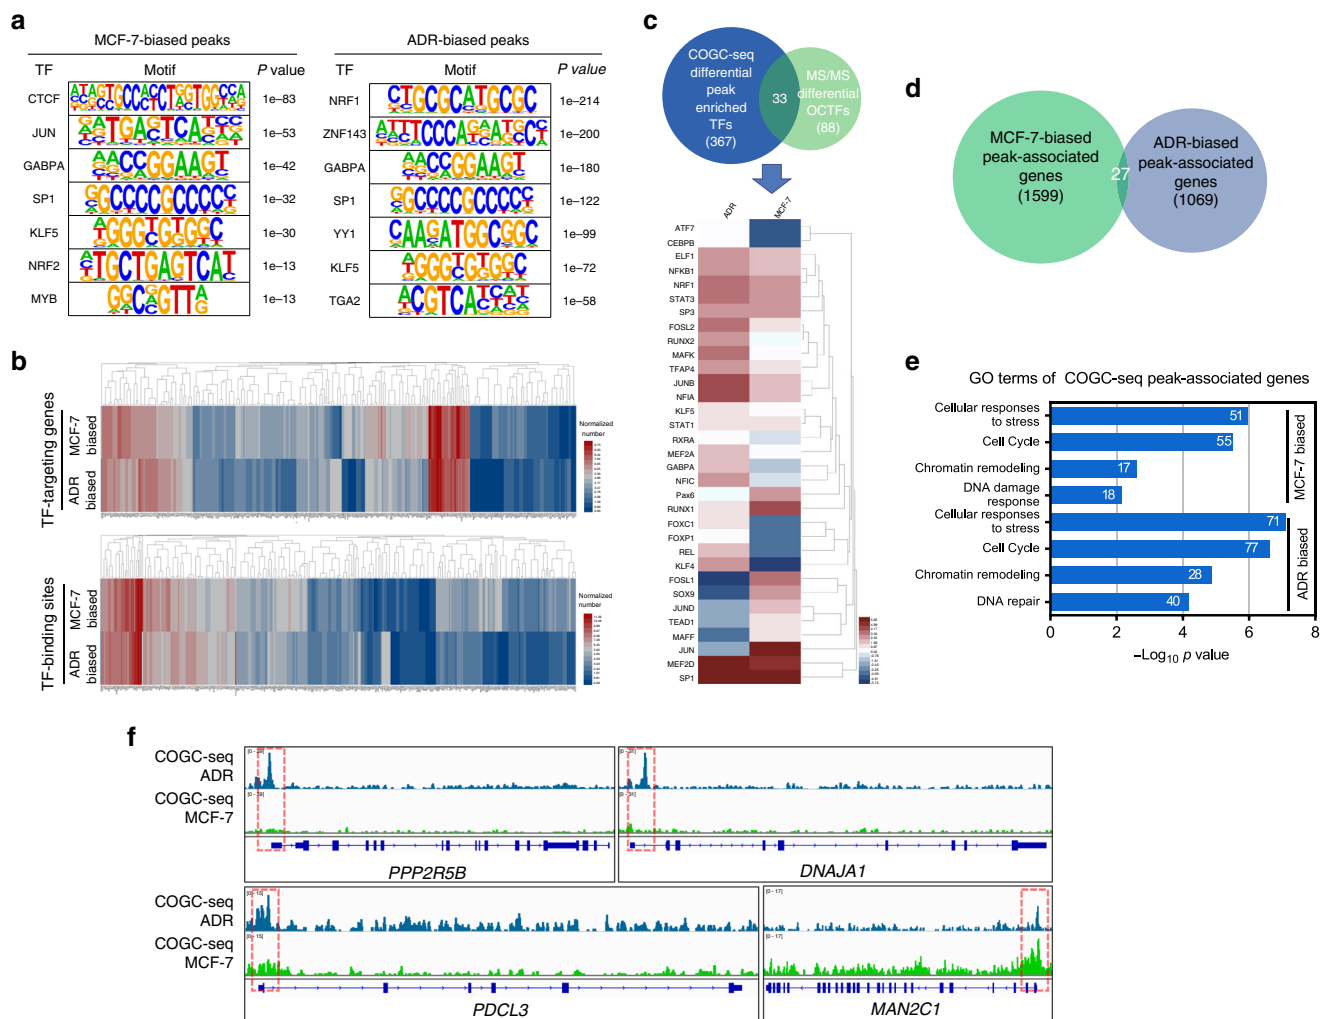 a
MCF-7-biased peaks
TF Motif P value
CTCF 1e–83
JUN 1e–53
GABPA 1e–42
SP1 1e–32
KLF5 1e–30
NRF2 1e–13
MYB 1e–13
ADR-biased peaks
TF Motif P value
NRF1 1e–214
ZNF143 1e–200
GABPA 1e–180
SP1 1e–122
YY1 1e–99
KLF5 1e–72
TGA2 1e–58
b
TF-targeting genes
MCF-7
biased
ADR
biased
Normalized
number
TF-binding sites
MCF-7
biased
ADR
biased
Normalized
number
c
COGC-seq
differential
peak
enriched
TFs
(367)
33
MS/MS
differential
OCTFs
(88)
ADR
MCF-7
ATF7
CEBPB
ELF1
NFKB1
NRF1
STAT3
SP3
FOSL2
RUNX2
MAFK
TFAP4
JUNB
NFIA
KLF5
STAT1
RXRA
MEF2A
GABPA
NFIC
Pax6
RUNX1
FOXC1
FOXP1
REL
KLF4
FOSL1
SOX9
JUND
TEAD1
MAFF
JUN
MEF2D
SP1
d
MCF-7-biased
peak-associated
genes
(1599)
27
ADR-biased
peak-associated
genes
(1069)
e
GO terms of COGC-seq peak-associated genes
Cellular responses
to stress
51
Cell Cycle
55
Chromatin remodeling
17
DNA damage
response
18
MCF-7 biased
Cellular responses
to stress
71
Cell Cycle
77
Chromatin remodeling
28
DNA repair
40
ADR biased
0 2 4 6 8
–Log10 p value
f
COGC-seq
ADR
COGC-seq
MCF-7
PPP2R5B
DNAJA1
COGC-seq
ADR
[0 - 15]
[0 - 17]
COGC-seq
MCF-7
[0 - 15]
[0 - 17]
PDCL3
MAN2C1